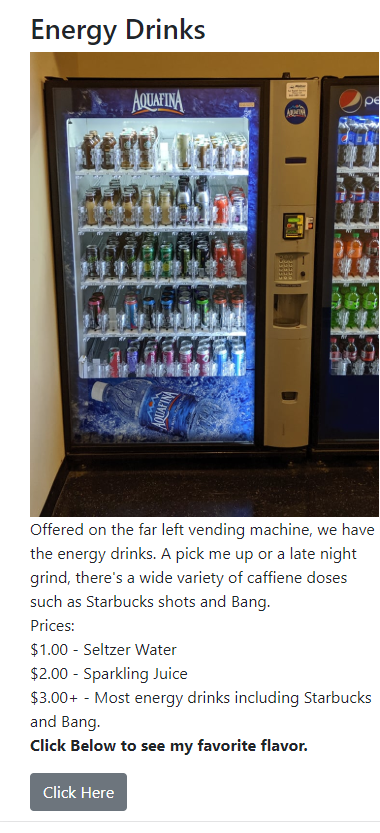 Energy Drinks
AQUAFINA
AQUAFINA
pe
AQUAFINA
Offered on the far left vending machine, we have
the energy drinks. A pick me up or a late night
grind, there's a wide variety of caffiene doses
such as Starbucks shots and Bang.
Prices:
$1.00 - Seltzer Water
$2.00 - Sparkling Juice
$3.00+ - Most energy drinks including Starbucks
and Bang.
Click Below to see my favorite flavor.
Click Here